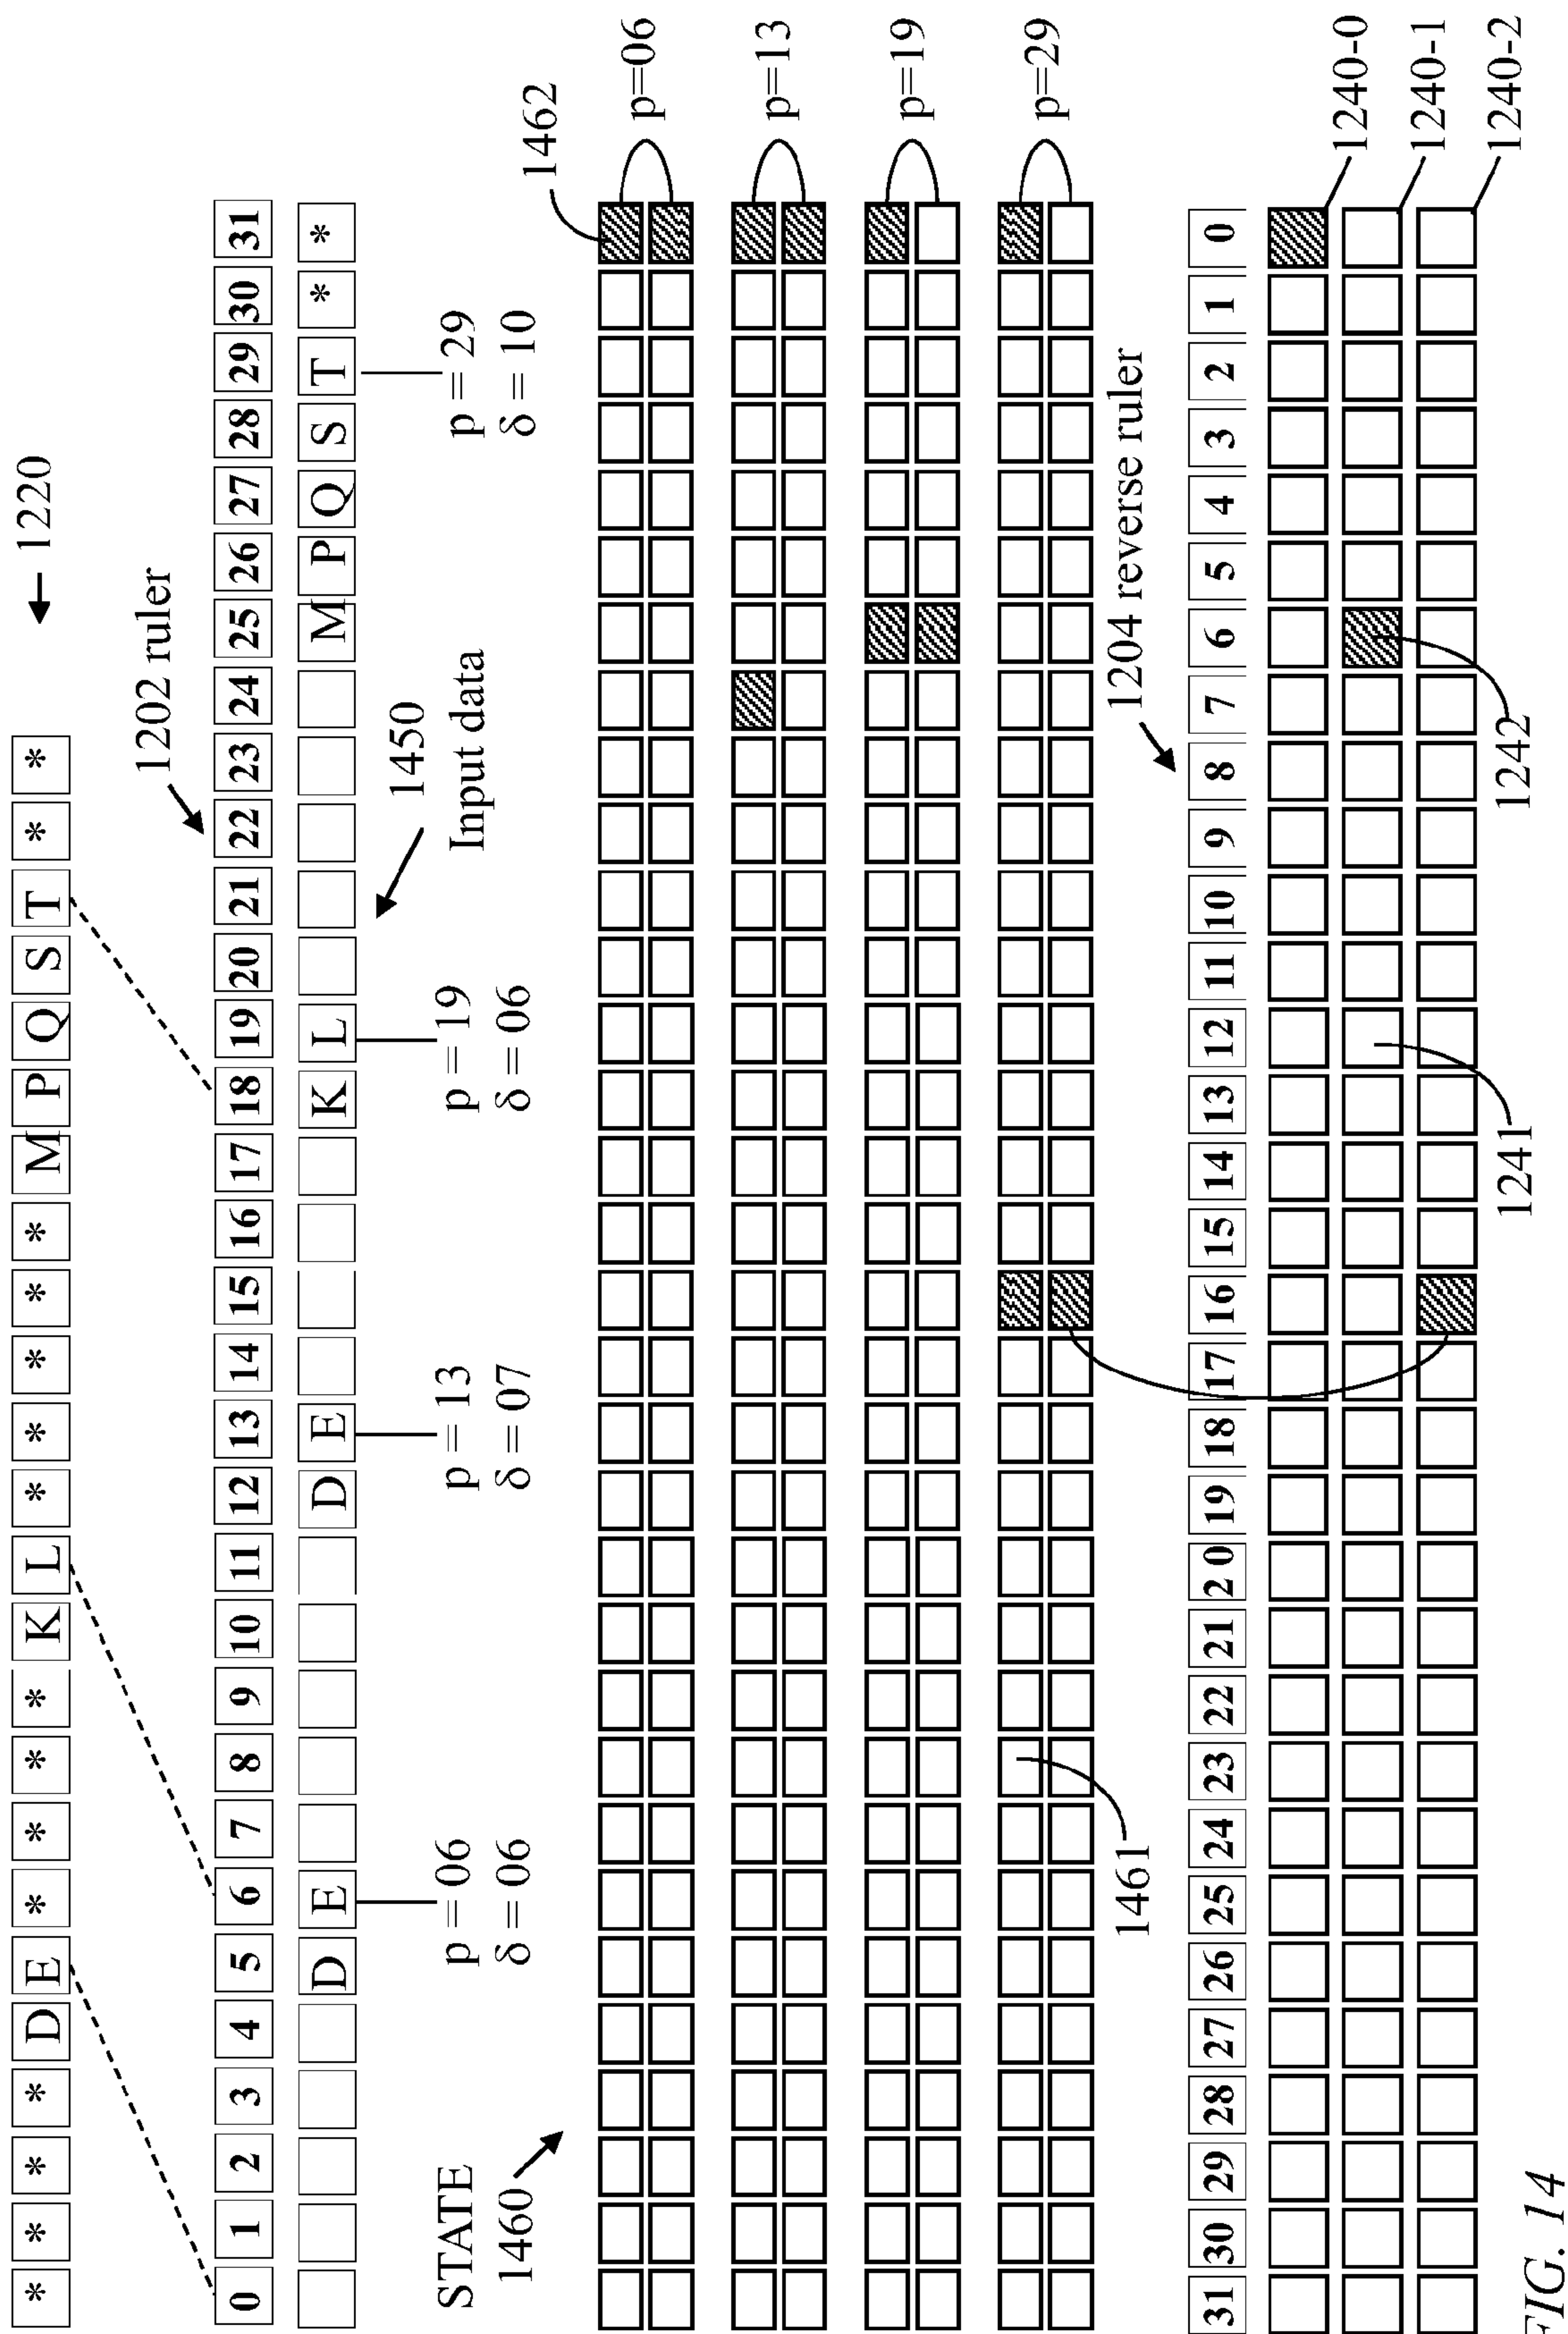 * * * * D E * * * * K L * * * * * M P Q S T * *
1220
1202 ruler
0 1 2 3 4 5 6 7 8 9 10 11 12 13 14 15 16 17 18 19 20 21 22 23 24 25 26 27 28 29 30 31
D E D E K L M P Q S T * *
p = 06
δ = 06
p = 13
δ = 07
p = 19
δ = 06
1450
Input data
p = 29
δ = 10
STATE
1460
1462
p=06
p=13
p=19
p=29
1461
1204 reverse ruler
31 30 29 28 27 26 25 24 23 22 21 20 19 18 17 16 15 14 13 12 11 10 9 8 7 6 5 4 3 2 1 0
1240-0
1240-1
1240-2
1241
1242
FIG. 14